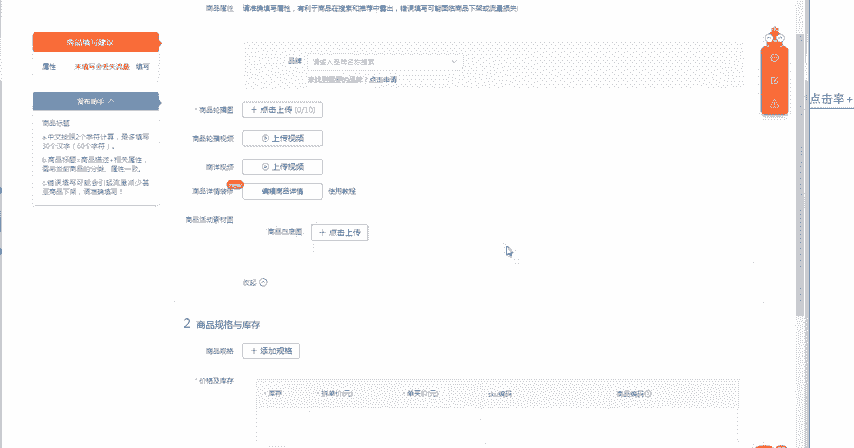 商品属性 请准确填写属性，有利于商品在搜索和推荐中露出，错误填写可能面临商品下架或流量损失!
商品填写建议
属性 未填写会丢失流量 填写
品牌 请输入品牌名称搜索
未找到需要的品牌？点击申请
发布助手
商品标题
a.中文按照2个字符计算，最多填写30个汉字（60个字符）。
b.商品标题=商品描述+相关属性，
属性一致。
c.错误填写可能会引起流量减少甚至商品下架，请准确填写！
* 商品轮播图 + 点击上传 (0/10)
商品轮播视频 上传视频
商详视频 上传视频
商品详情装修 编辑商品详情 使用教程
商品活动素材图
商品白底图 + 点击上传
收起
点击率+
2 商品规格与库存
商品规格 + 添加规格
* 价格及库存
* 库存 * 拼单价(元) * 单买价(元) sku编码 商品编码